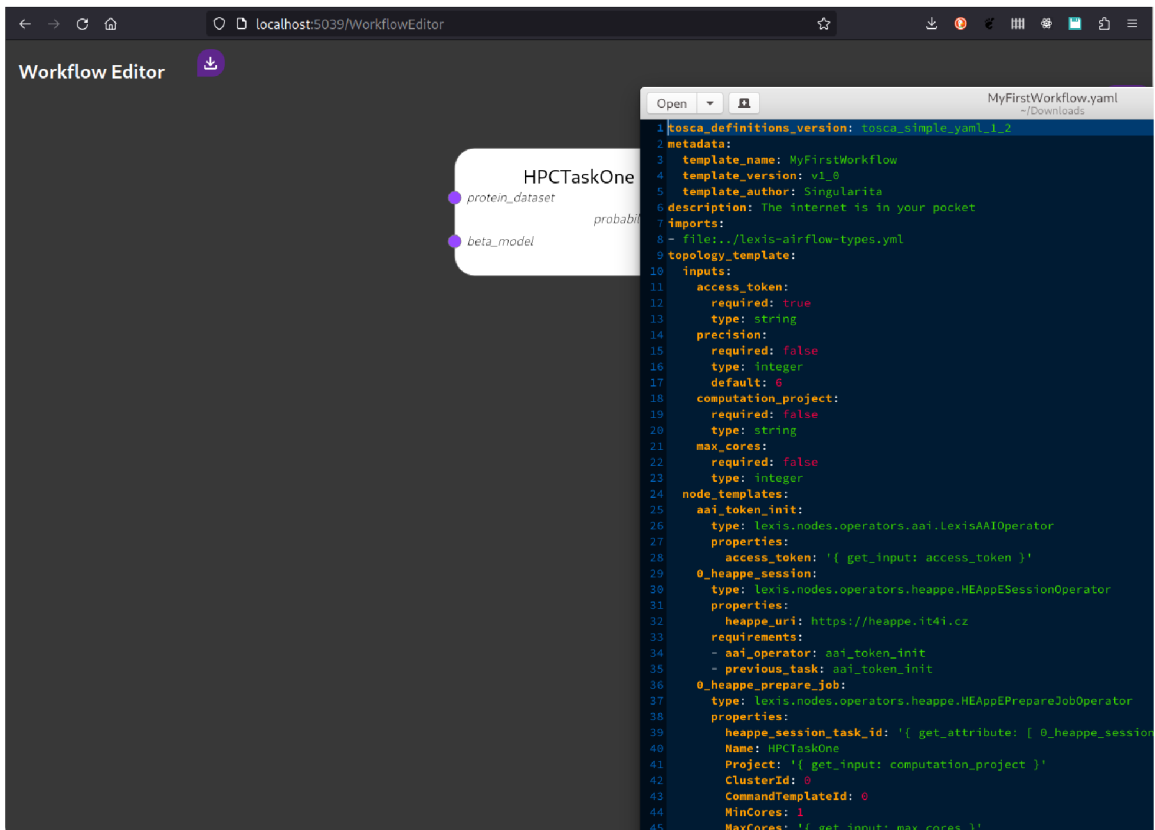 localhost:5039/WorkflowEditor
Workflow Editor
HPCTaskOne
protein_dataset
beta_model
Open
MyFirstWorkflow.yaml
~/Downloads
1 tosca_definitions_version: tosca_simple_yaml_1_2
2 metadata:
3 template_name: MyFirstWorkflow
4 template_version: v1_0
5 template_author: Singularita
6 description: The internet is in your pocket
7 imports:
8 - file:../lexis-airflow-types.yml
9 topology_template:
10 inputs:
11 access_token:
12 required: true
13 type: string
14 precision:
15 required: false
16 type: integer
17 default: 6
18 computation_project:
19 required: false
20 type: string
21 max_cores:
22 required: false
23 type: integer
24 node_templates:
25 aai_token_init:
26 type: lexis.nodes.operators.aai.LexisAAIOperator
27 properties:
28 access_token: '{ get_input: access_token }'
29 0_heappe_session:
30 type: lexis.nodes.operators.heappe.HEAppESessionOperator
31 properties:
32 heappe_uri: https://heappe.it4i.cz
33 requirements:
34 - aai_operator: aai_token_init
35 - previous_task: aai_token_init
36 0_heappe_prepare_job:
37 type: lexis.nodes.operators.heappe.HEAppEPrepareJobOperator
38 properties:
39 heappe_session_task_id: '{ get_attribute: [ 0_heappe_session
40 Name: HPCTaskOne
41 Project: '{ get_input: computation_project }'
42 ClusterId: 0
43 CommandTemplateId: 0
44 MinCores: 1
45 MaxCores: '{ get_input: max_cores }'